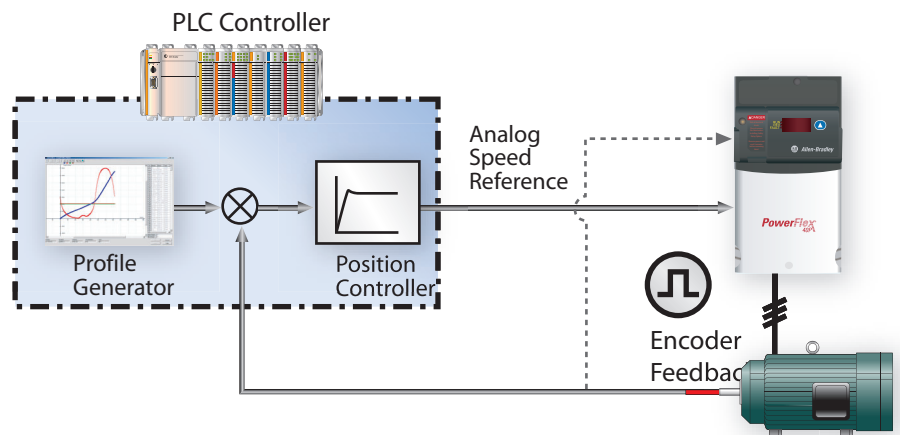 PLC Controller
Analog
Speed
Reference
Allen-Bradley
PowerFlex
Profile
Generator
Position
Controller
Encoder
Feedbac